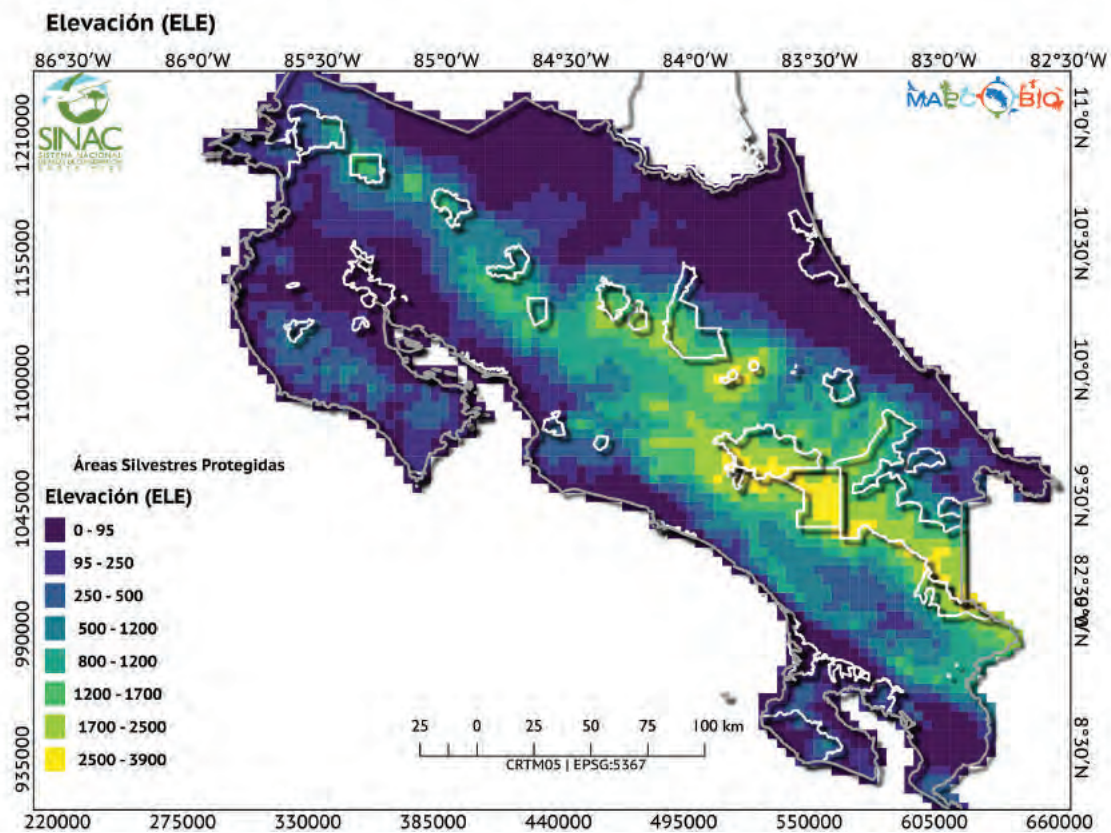 Elevación (ELE)
86°30'W 86°0'W 85°30'W 85°0'W 84°30'W 84°0'W 83°30'W 83°0'W 82°30'W
SINAC
SISTEMA NACIONAL
MAPCOBIO
11°0'N
10°30'N
10°0'N
9°30'N
82°30'W
8°30'N
1210000
1155000
1100000
1045000
990000
935000
Áreas Silvestres Protegidas
Elevación (ELE)
0 - 95
95 - 250
250 - 500
500 - 1200
800 - 1200
1200 - 1700
1700 - 2500
2500 - 3900
25 0 25 50 75 100 km
CRTM05 | EPSG:5367
220000 275000 330000 385000 440000 495000 550000 605000 660000